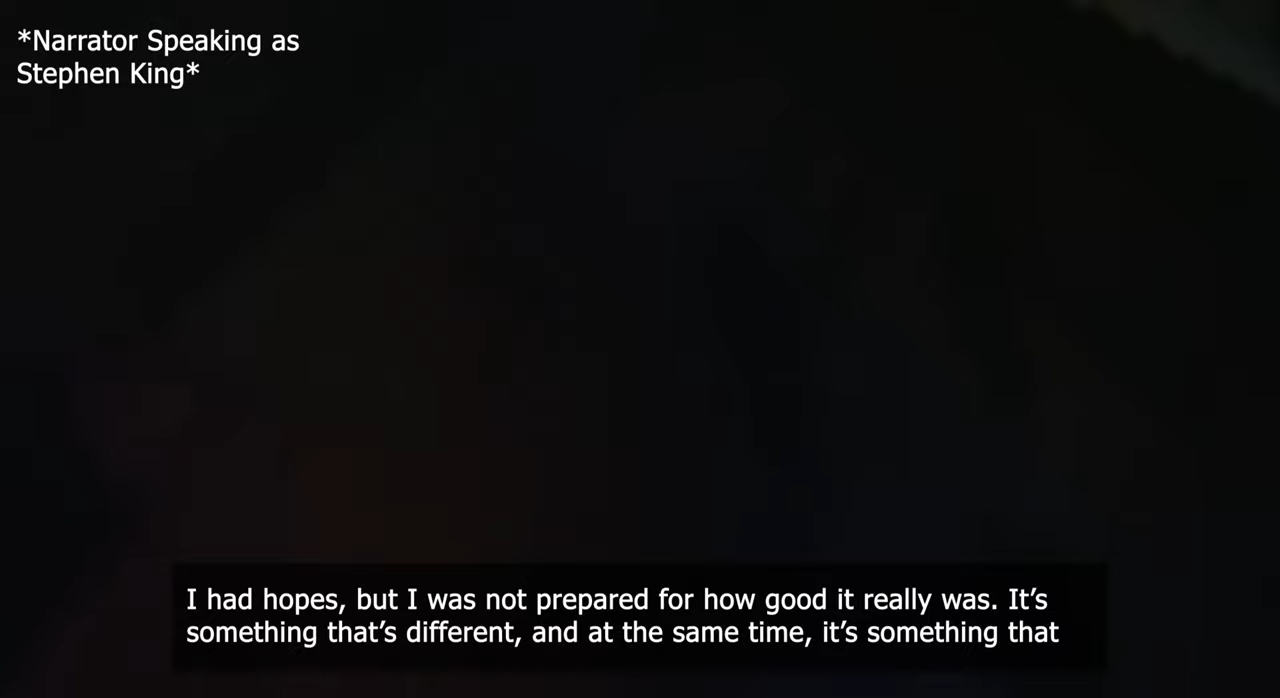 *Narrator Speaking as
Stephen King*
I had hopes, but I was not prepared for how good it really was. It’s
something that’s different, and at the same time, it’s something that